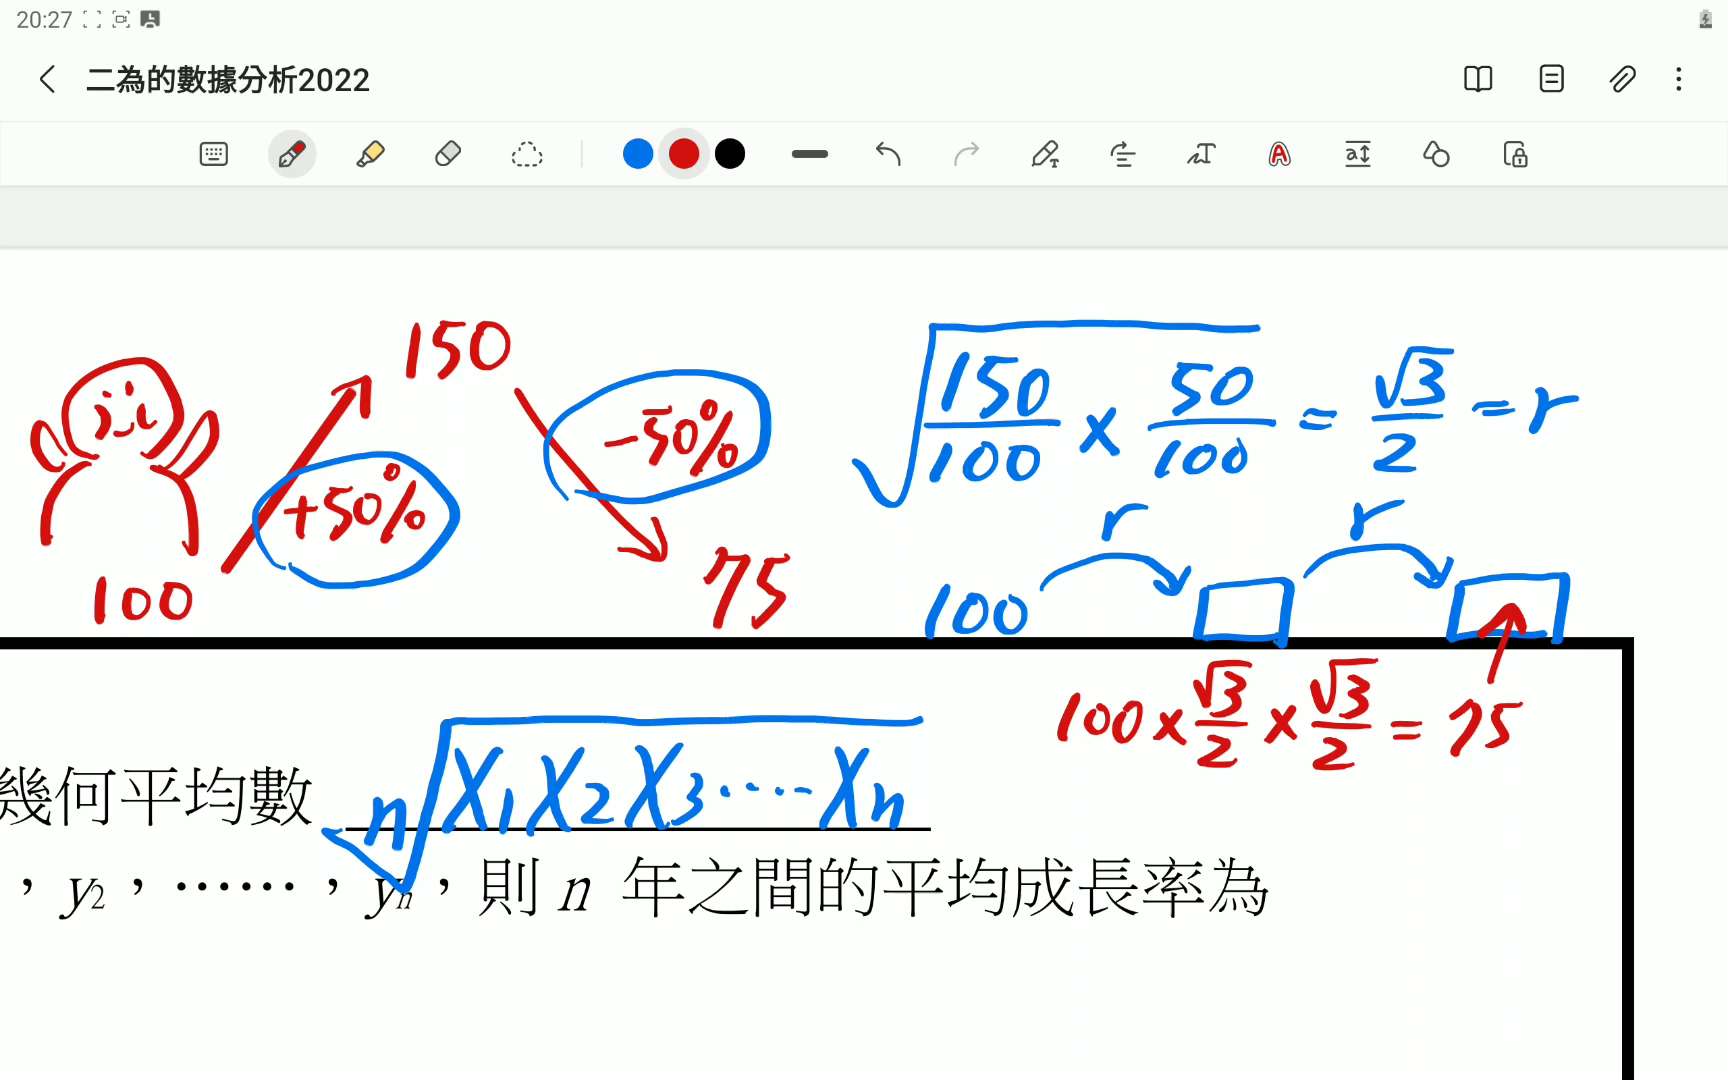 20:27
二為的數據分析2022
150
-50%
+50%
100
75
√(150/100 × 50/100) = √3/2 = r
r r
100
100 × √3/2 × √3/2 = 75
幾何平均數 n√X1X2X3⋯⋯Xn
，y2，⋯⋯，yn，則 n 年之間的平均成長率為